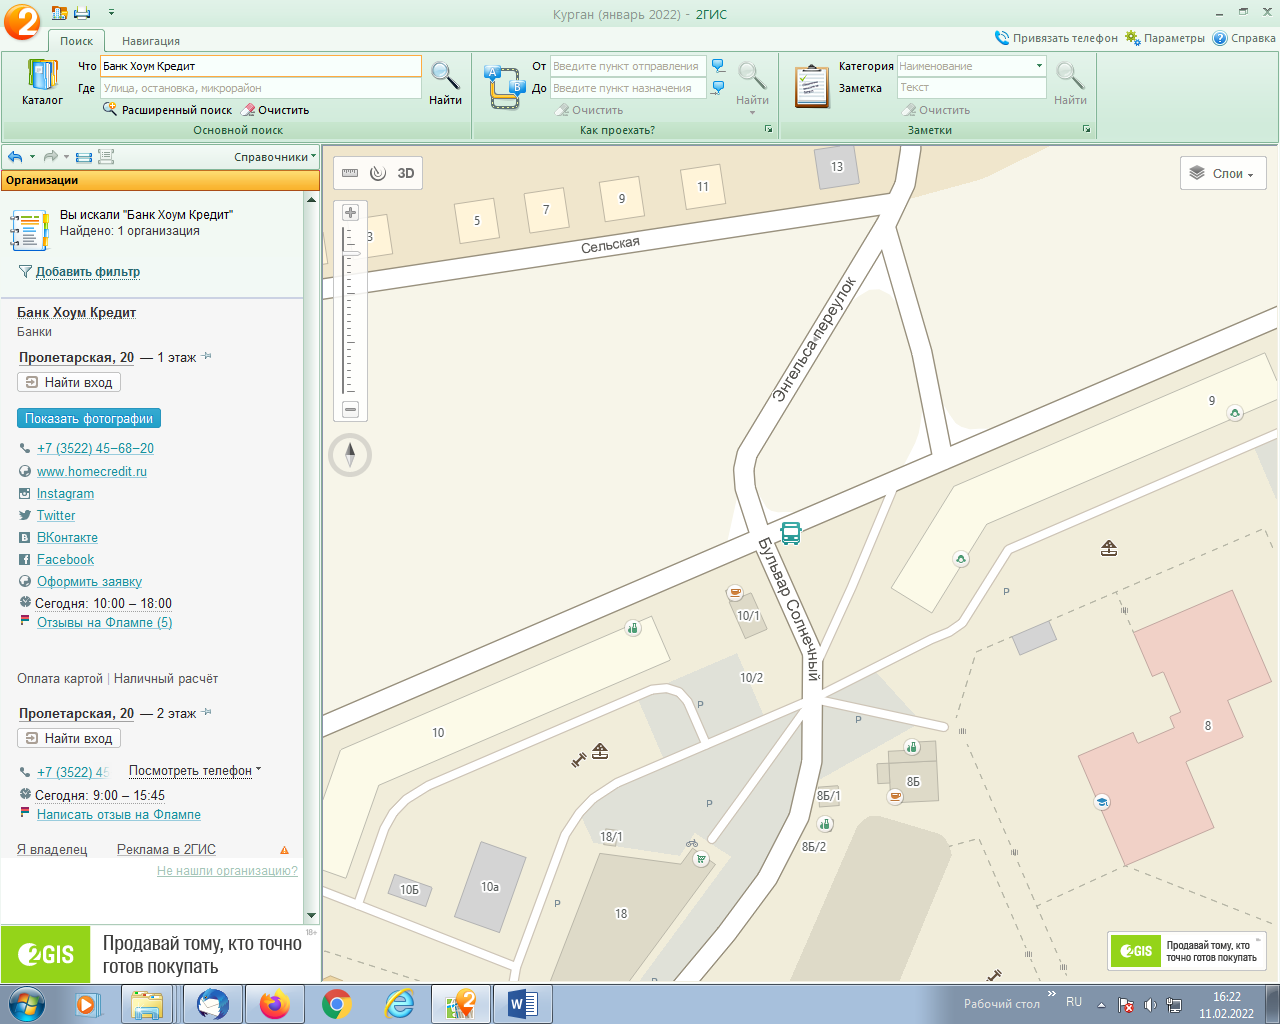 Курган (январь 2022) - 2ГИС
Поиск
Навигация
Привязать телефон
Параметры
Справка
Каталог
Что
Банк Хоум Кредит
Где
Улица, остановка, микрорайон
Расширенный поиск
Очистить
Найти
Основной поиск
От
Введите пункт отправления
До
Введите пункт назначения
Очистить
Найти
Как проехать?
Категория
Наименование
Заметка
Текст
Очистить
Найти
Заметки
Справочники
Организации
Вы искали "Банк Хоум Кредит"
Найдено: 1 организация
Добавить фильтр
Банк Хоум Кредит
Банки
Пролетарская, 20 — 1 этаж
Найти вход
Показать фотографии
+7 (3522) 45-68-20
www.homecredit.ru
Instagram
Twitter
ВКонтакте
Facebook
Оформить заявку
Сегодня: 10:00 – 18:00
Отзывы на Флампе (5)
Оплата картой | Наличный расчёт
Пролетарская, 20 — 2 этаж
Найти вход
+7 (3522) 45
Посмотреть телефон
Сегодня: 9:00 – 15:45
Написать отзыв на Флампе
Я владелец
Реклама в 2ГИС
Не нашли организацию?
2GIS
Продавай тому, кто точно
готов покупать
18+
3D
Слои
3
5
7
9
11
13
Сельская
Энгельса переулок
9
Бульвар Солнечный
10/1
10/2
P
P
P
P
P
P
10
8
8Б
8Б/1
8Б/2
18/1
18
10Б
10а
2GIS
Продавай тому, кто
точно готов покупать
Рабочий стол
»
RU
16:22
11.02.2022